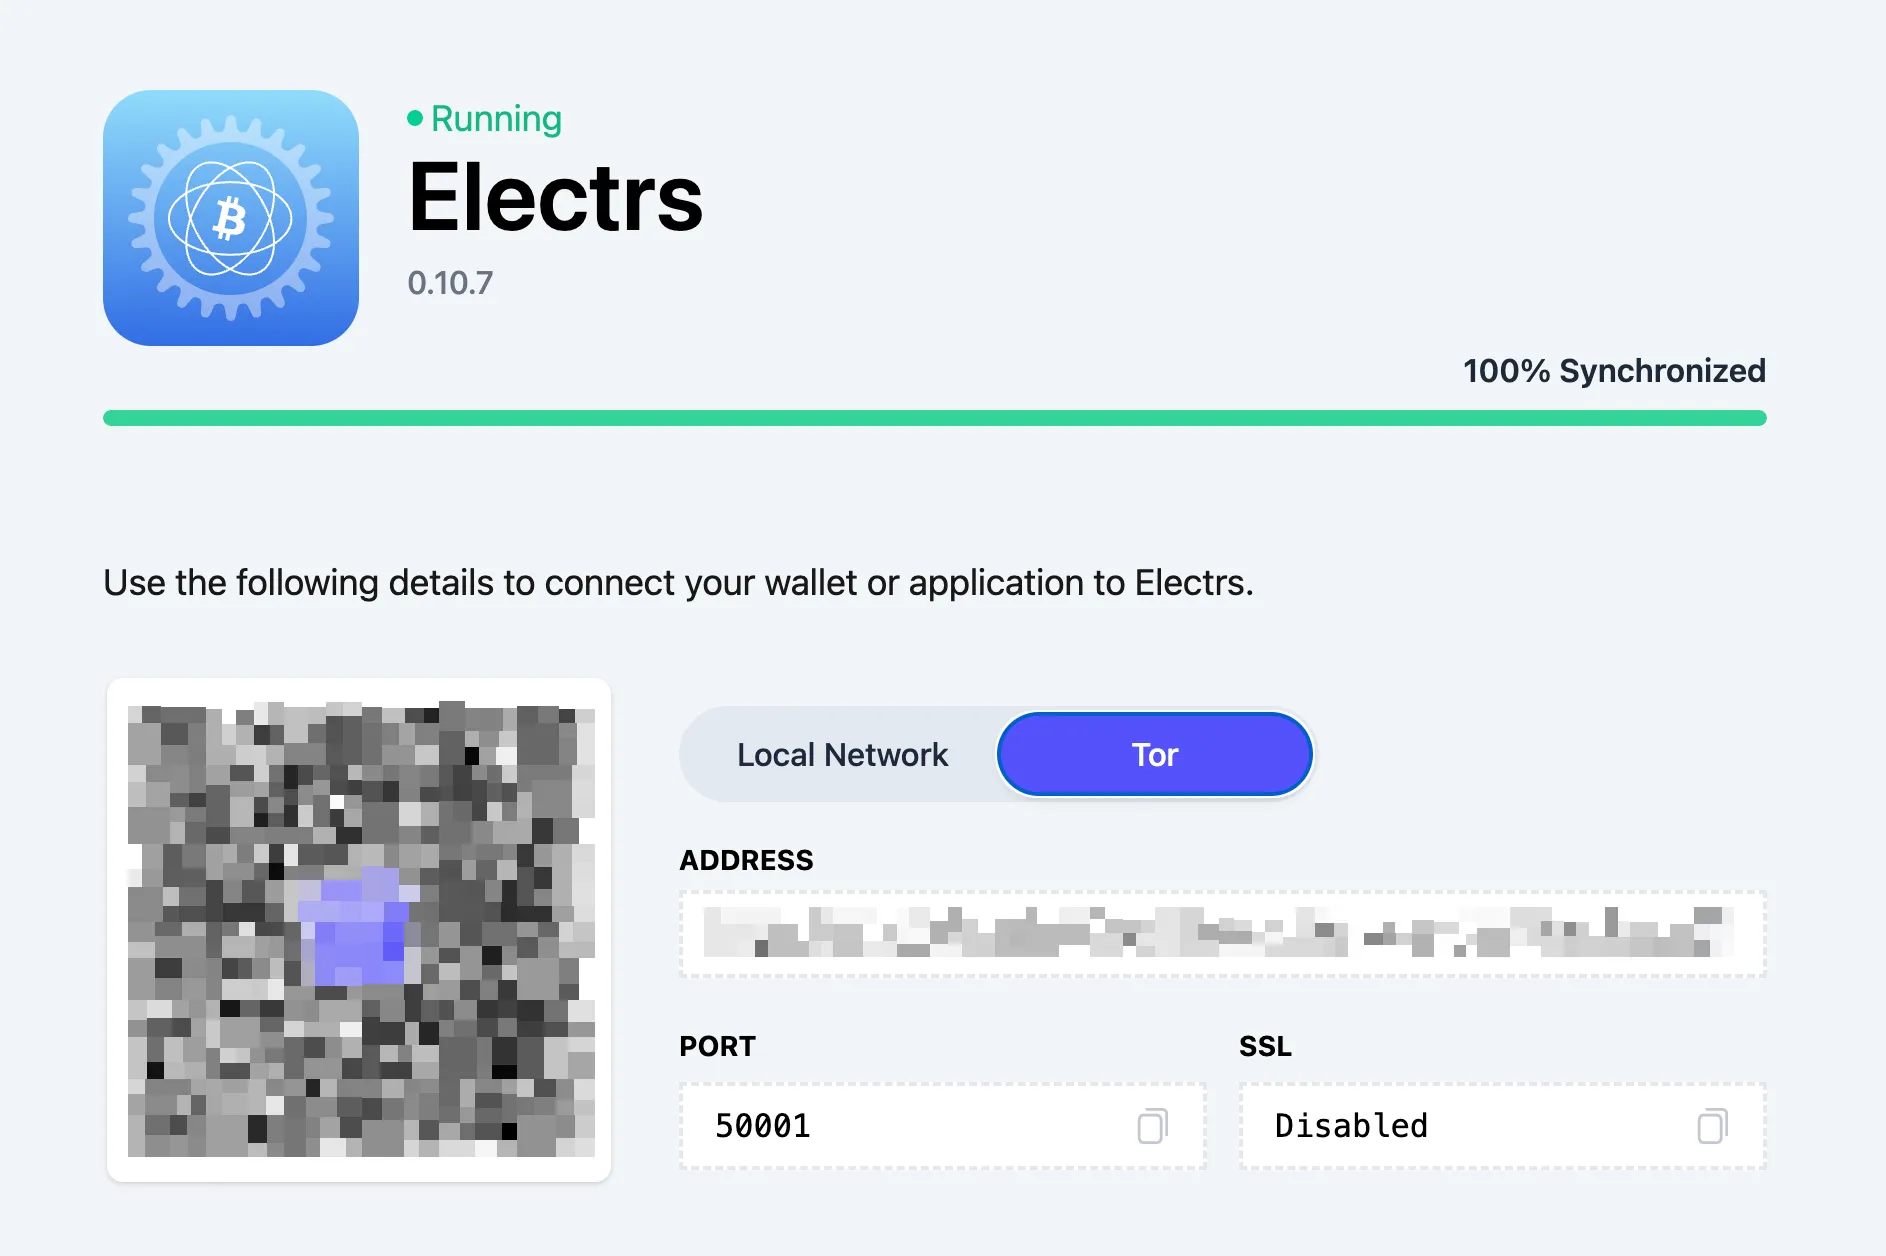 Running
Electrs
0.10.7
100% Synchronized
Use the following details to connect your wallet or application to Electrs.
Local Network
Tor
ADDRESS
PORT
SSL
50001
Disabled